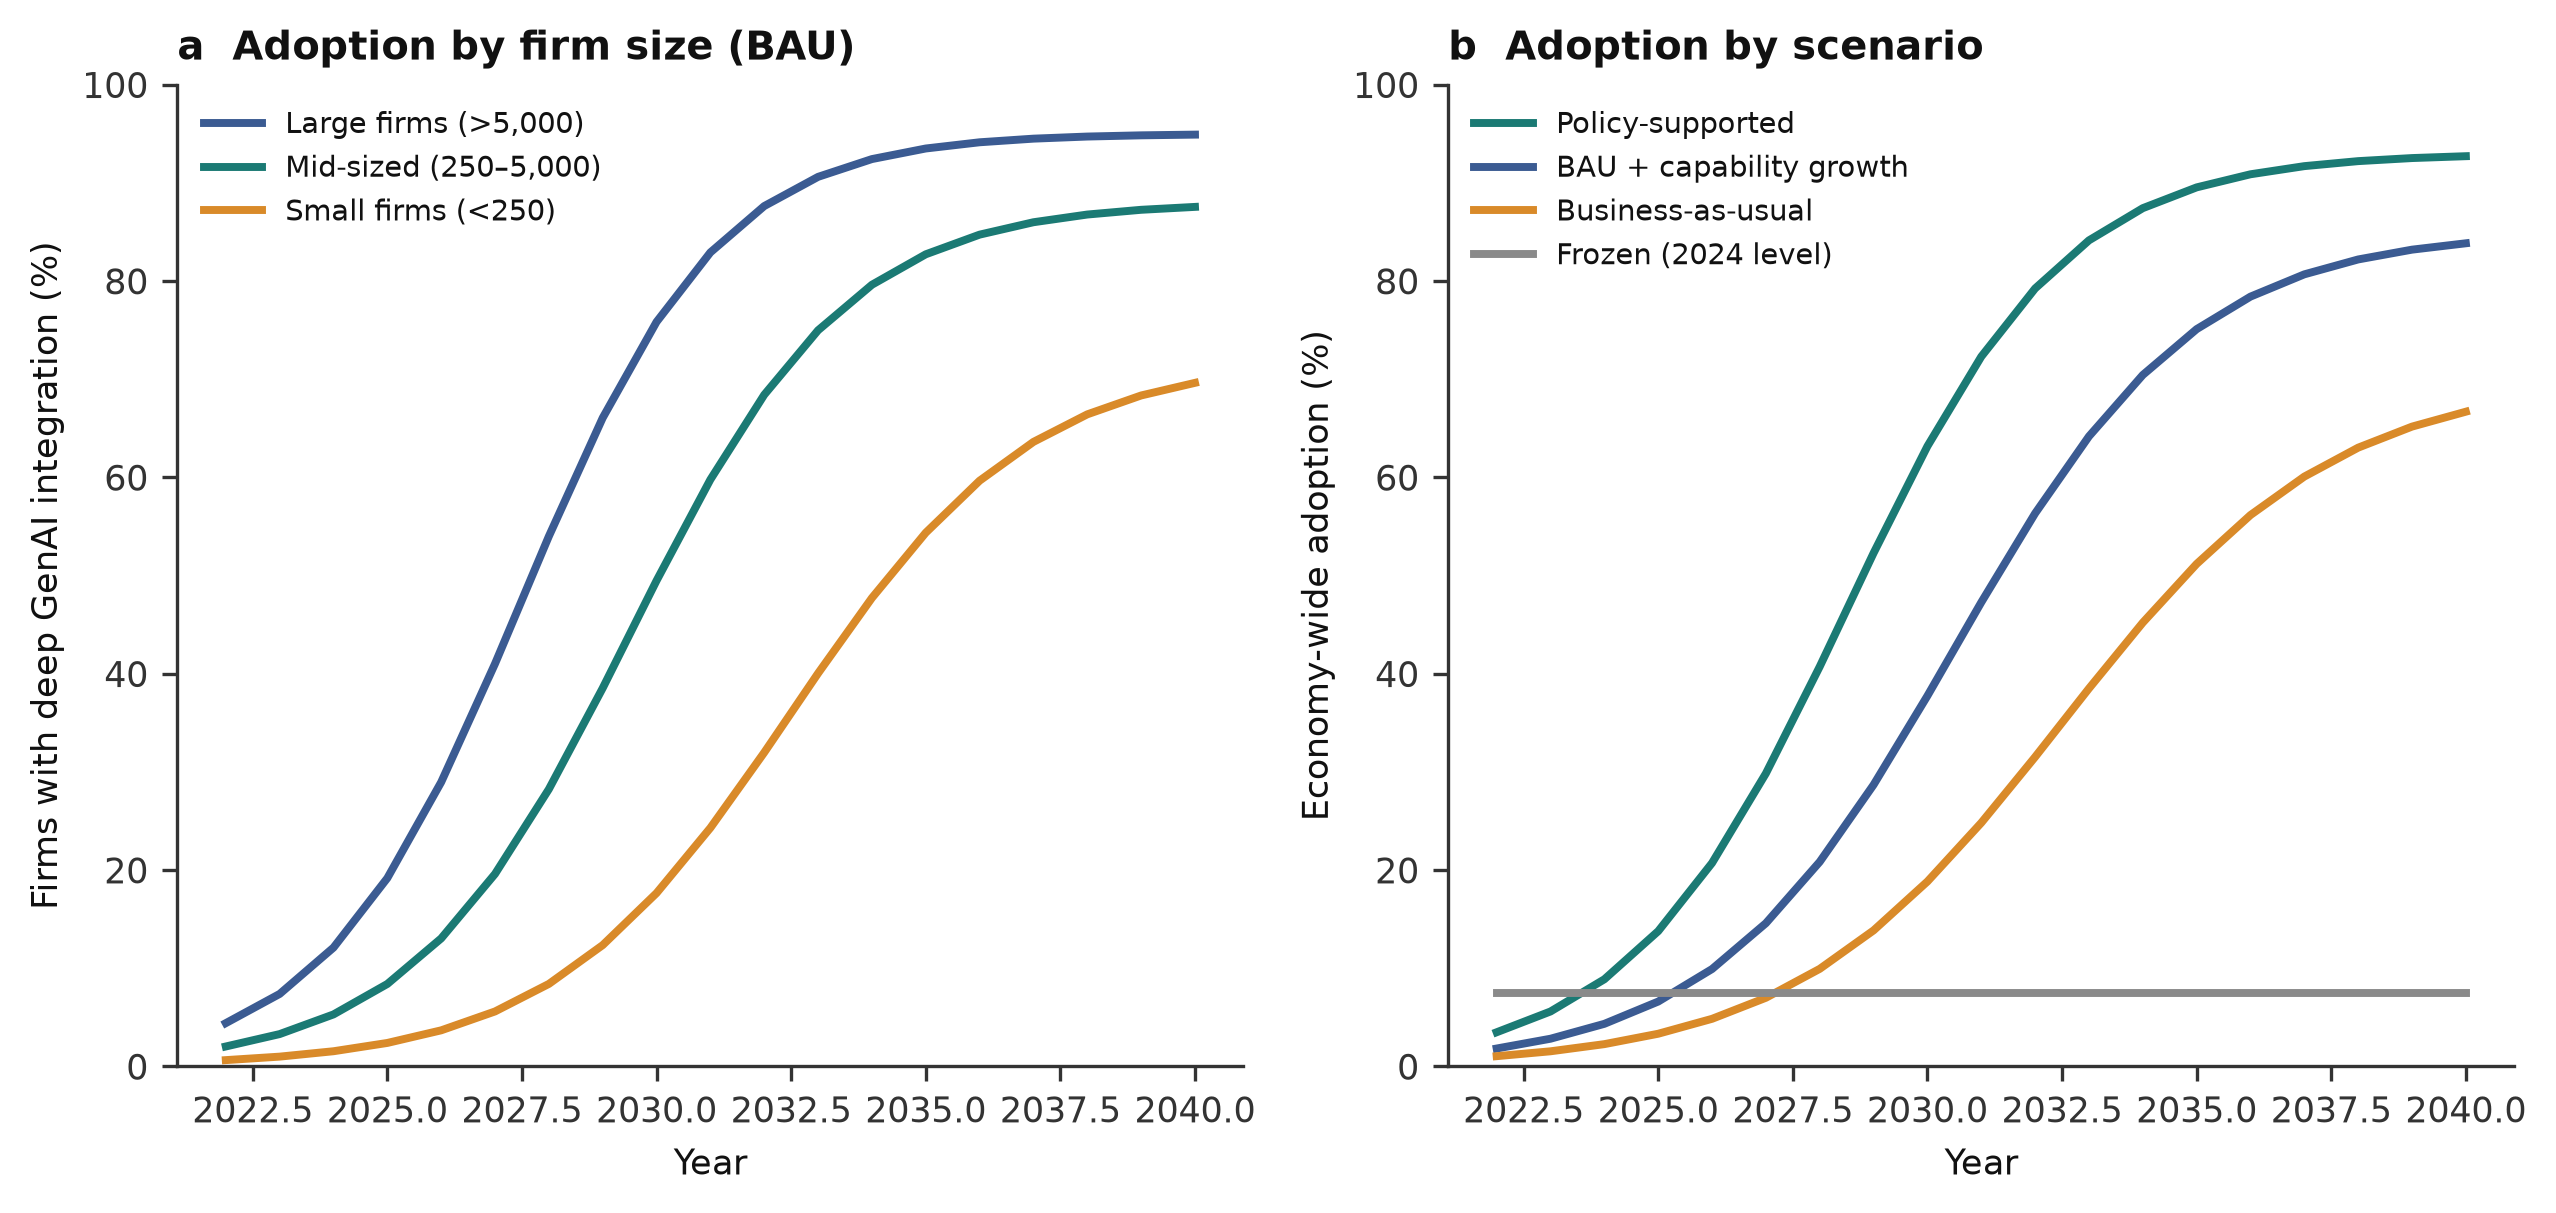 a Adoption by firm size (BAU)
Firms with deep GenAI integration (%)
100
80
60
40
20
0
Large firms (>5,000)
Mid-sized (250–5,000)
Small firms (<250)
2022.5 2025.0 2027.5 2030.0 2032.5 2035.0 2037.5 2040.0
Year
b Adoption by scenario
Economy-wide adoption (%)
100
80
60
40
20
0
Policy-supported
BAU + capability growth
Business-as-usual
Frozen (2024 level)
2022.5 2025.0 2027.5 2030.0 2032.5 2035.0 2037.5 2040.0
Year